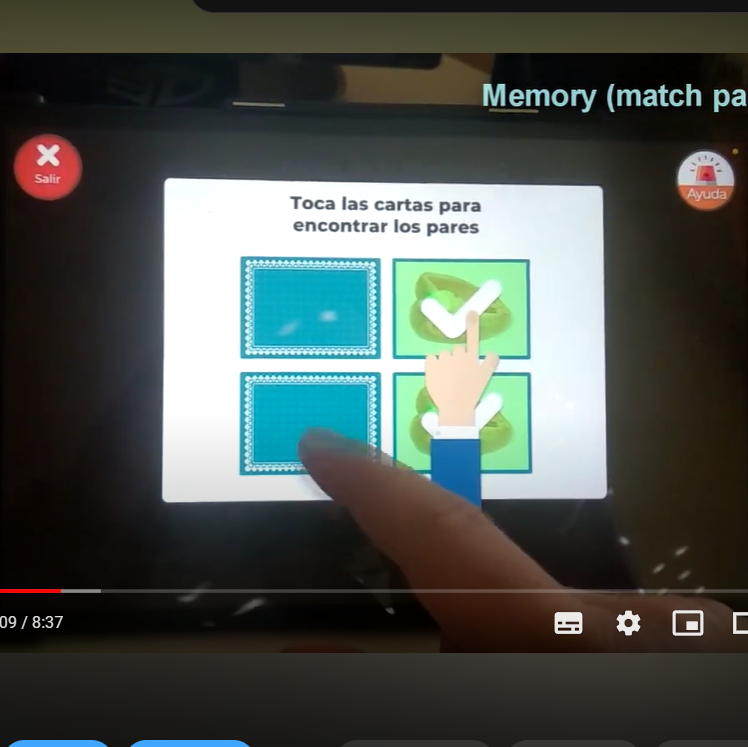 Memory (match pa
Salir
Ayuda
Toca las cartas para
encontrar los pares
09 / 8:37